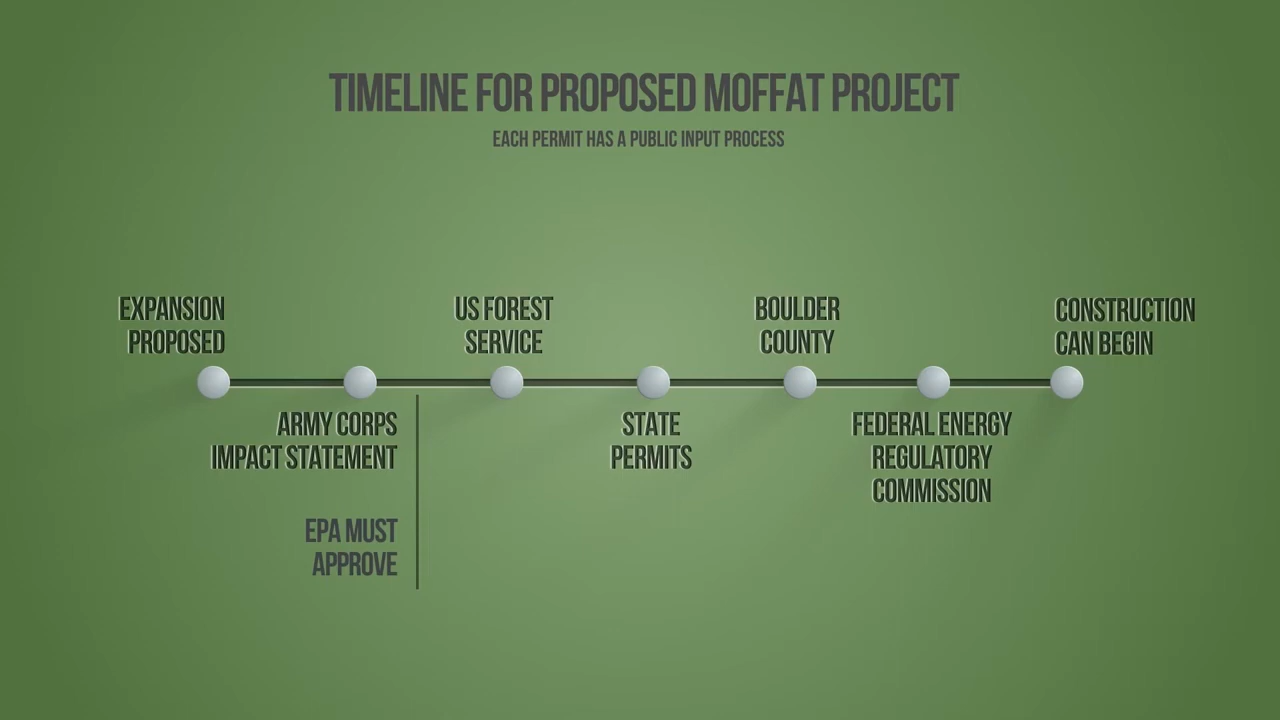 TIMELINE FOR PROPOSED MOFFAT PROJECT
EACH PERMIT HAS A PUBLIC INPUT PROCESS
EXPANSION
PROPOSED
ARMY CORPS
IMPACT STATEMENT
EPA MUST
APPROVE
US FOREST
SERVICE
STATE
PERMITS
BOULDER
COUNTY
FEDERAL ENERGY
REGULATORY
COMMISSION
CONSTRUCTION
CAN BEGIN